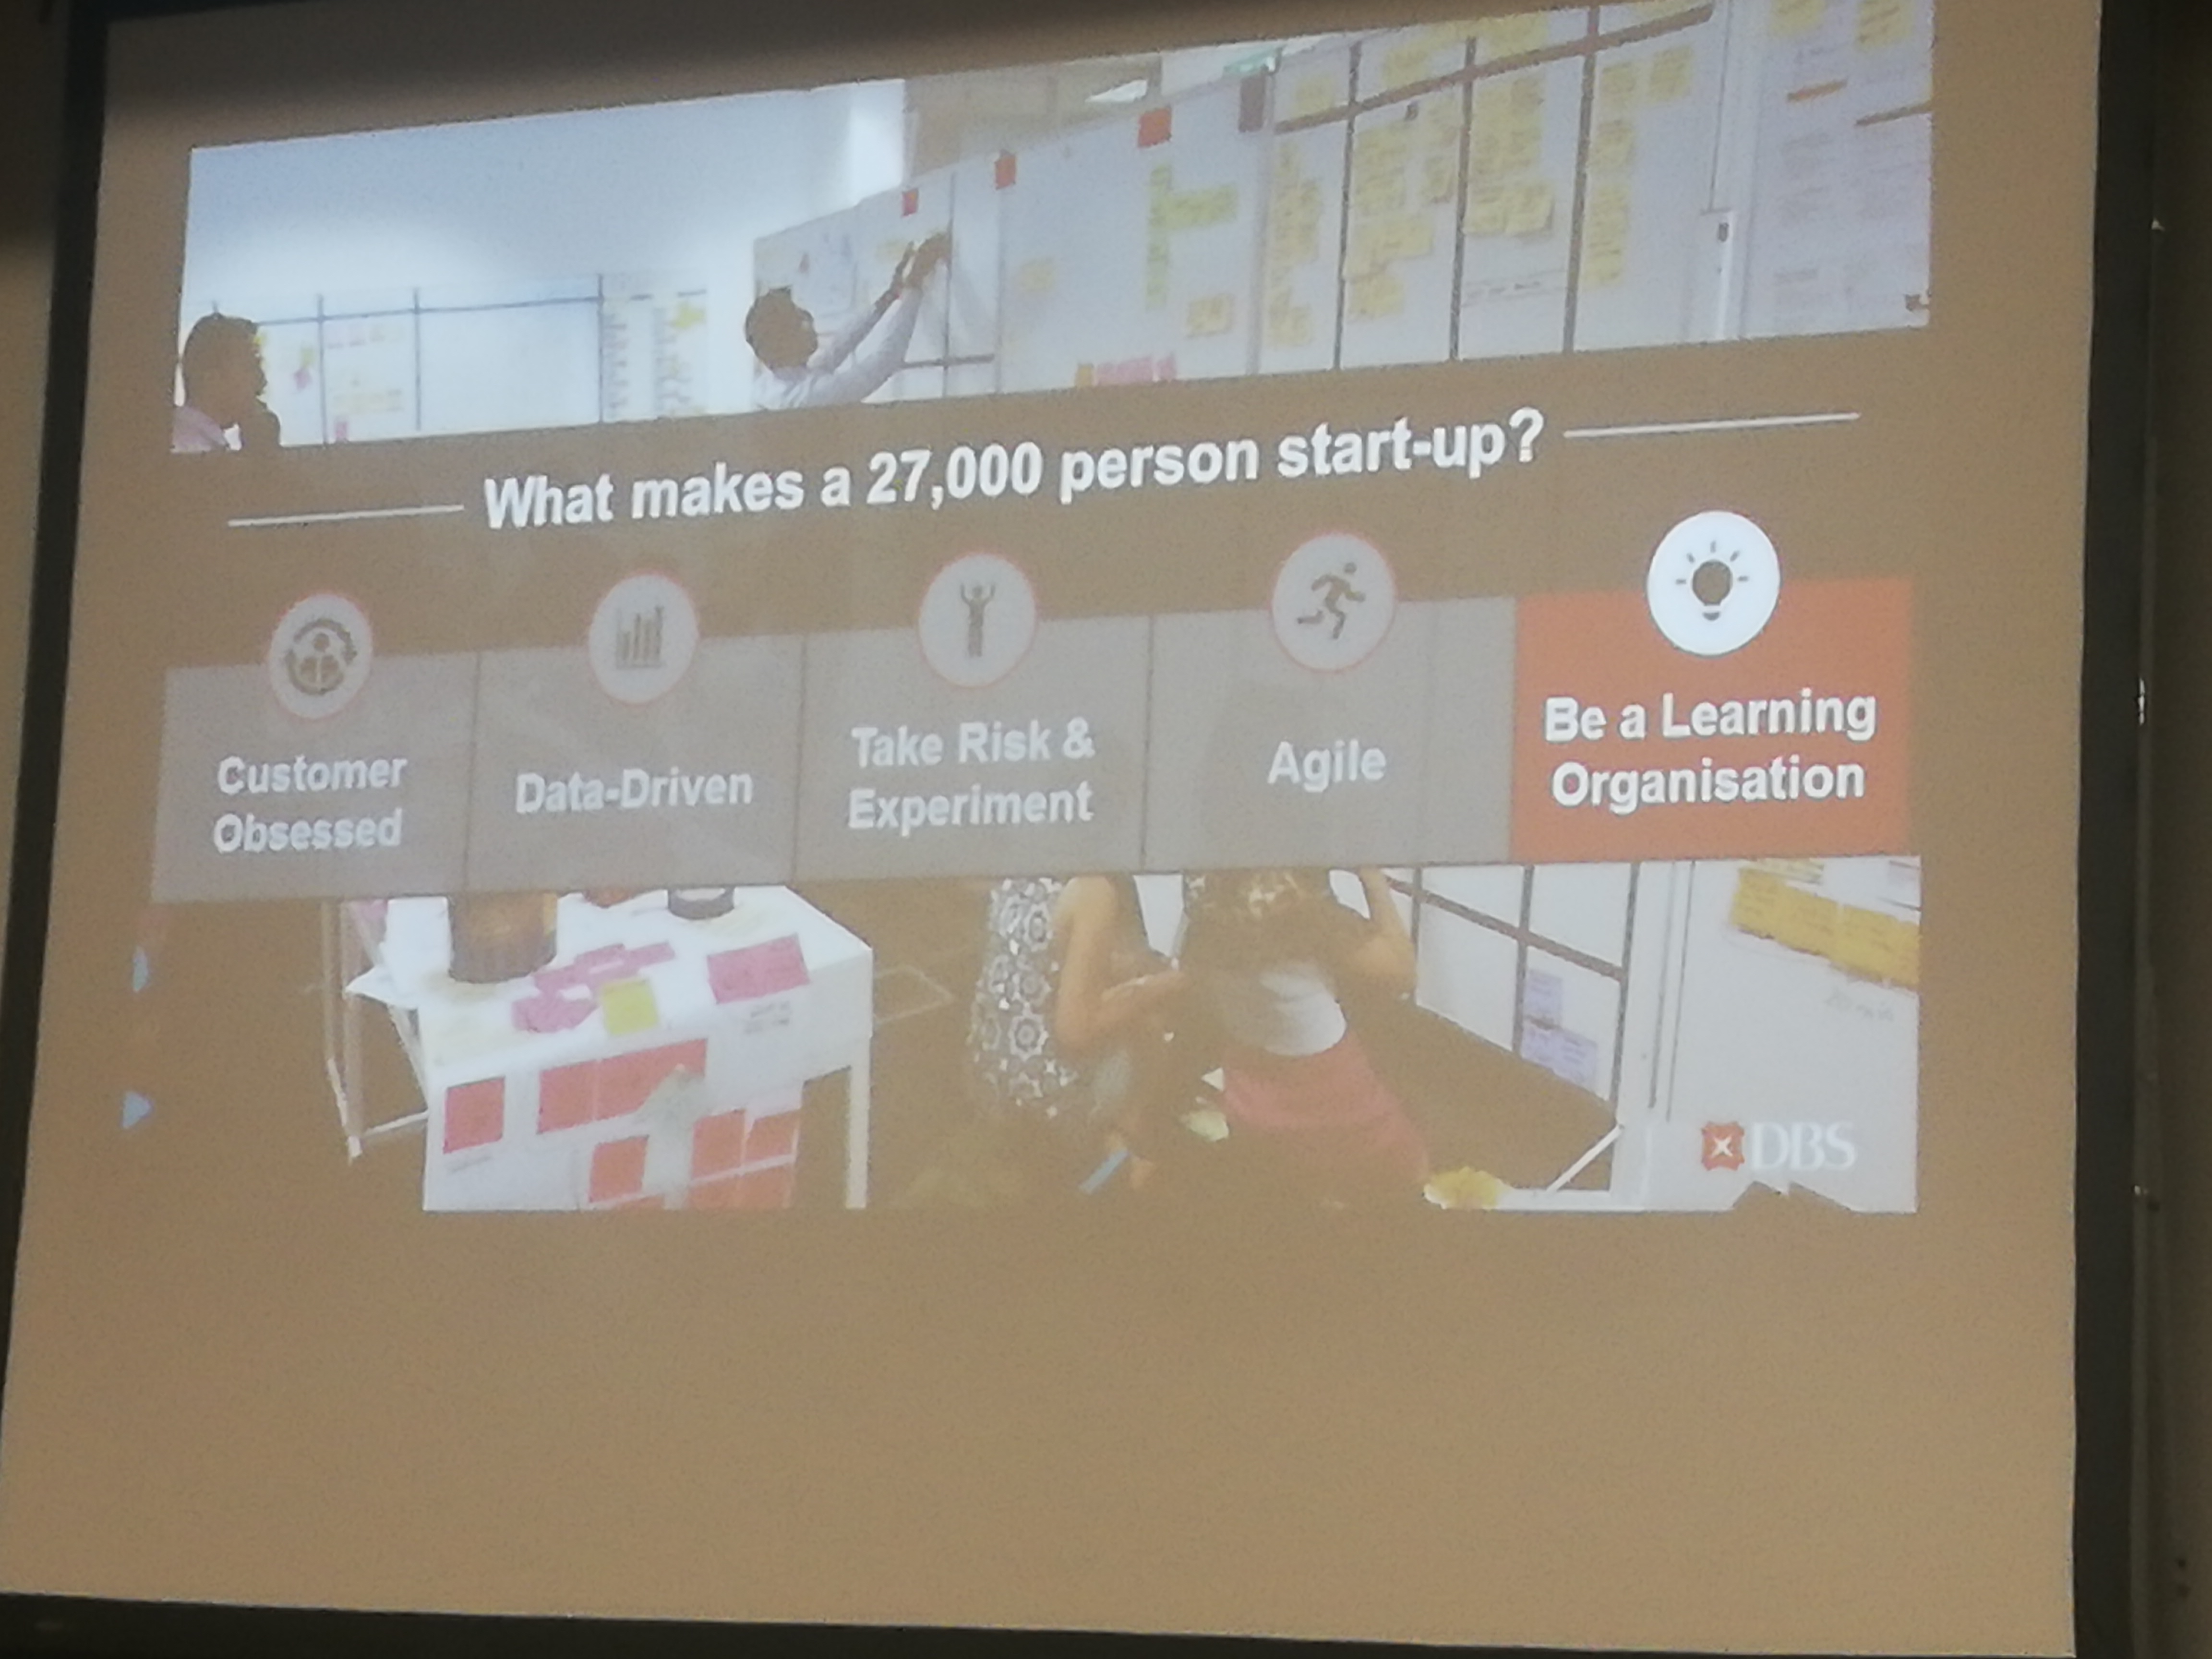 What makes a 27,000 person start-up?
Customer
Obsessed
Data-Driven
Take Risk &
Experiment
Agile
Be a Learning
Organisation
DBS